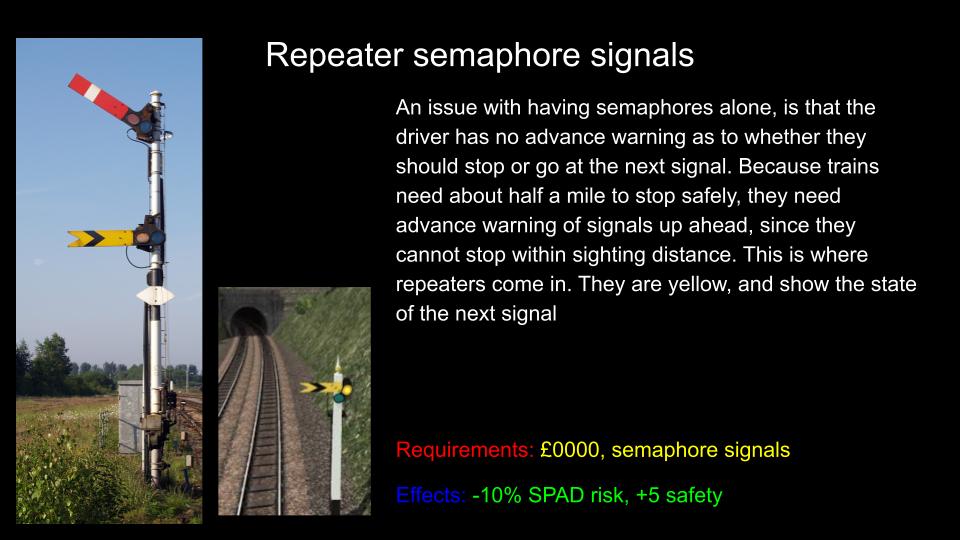 Repeater semaphore signals
An issue with having semaphores alone, is that the
driver has no advance warning as to whether they
should stop or go at the next signal. Because trains
need about half a mile to stop safely, they need
advance warning of signals up ahead, since they
cannot stop within sighting distance. This is where
repeaters come in. They are yellow, and show the state
of the next signal
Requirements: £0000, semaphore signals
Effects: -10% SPAD risk, +5 safety